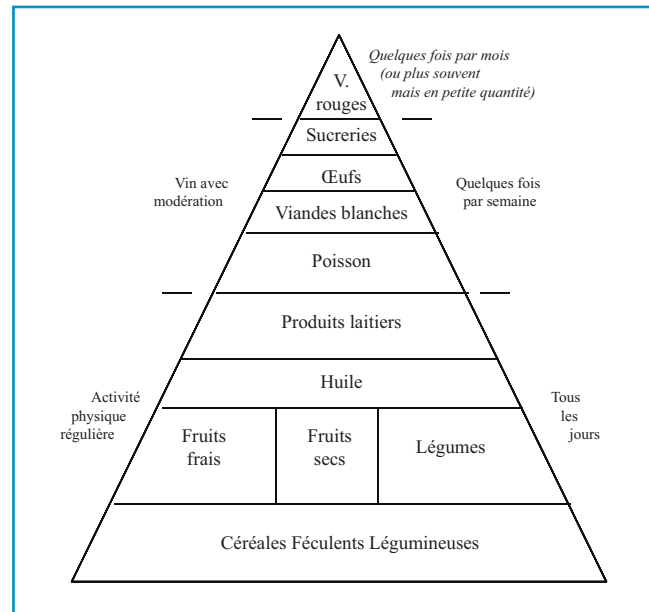 Quelques fois par mois
(ou plus souvent
mais en petite quantité)
V.
rouges
Sucreries
Œufs
Vin avec
modération
Quelques fois
par semaine
Viandes blanches
Poisson
Produits laitiers
Huile
Activité
physique
régulière
Tous
les
jours
Fruits
frais
Fruits
secs
Légumes
Céréales Féculents Légumineuses